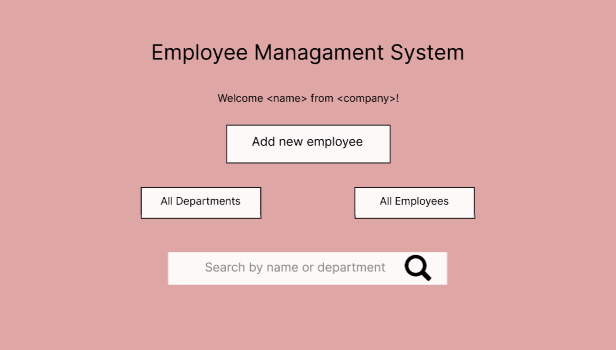 Employee Managament System
Welcome <name> from <company>!
Add new employee
All Departments
All Employees
Search by name or department